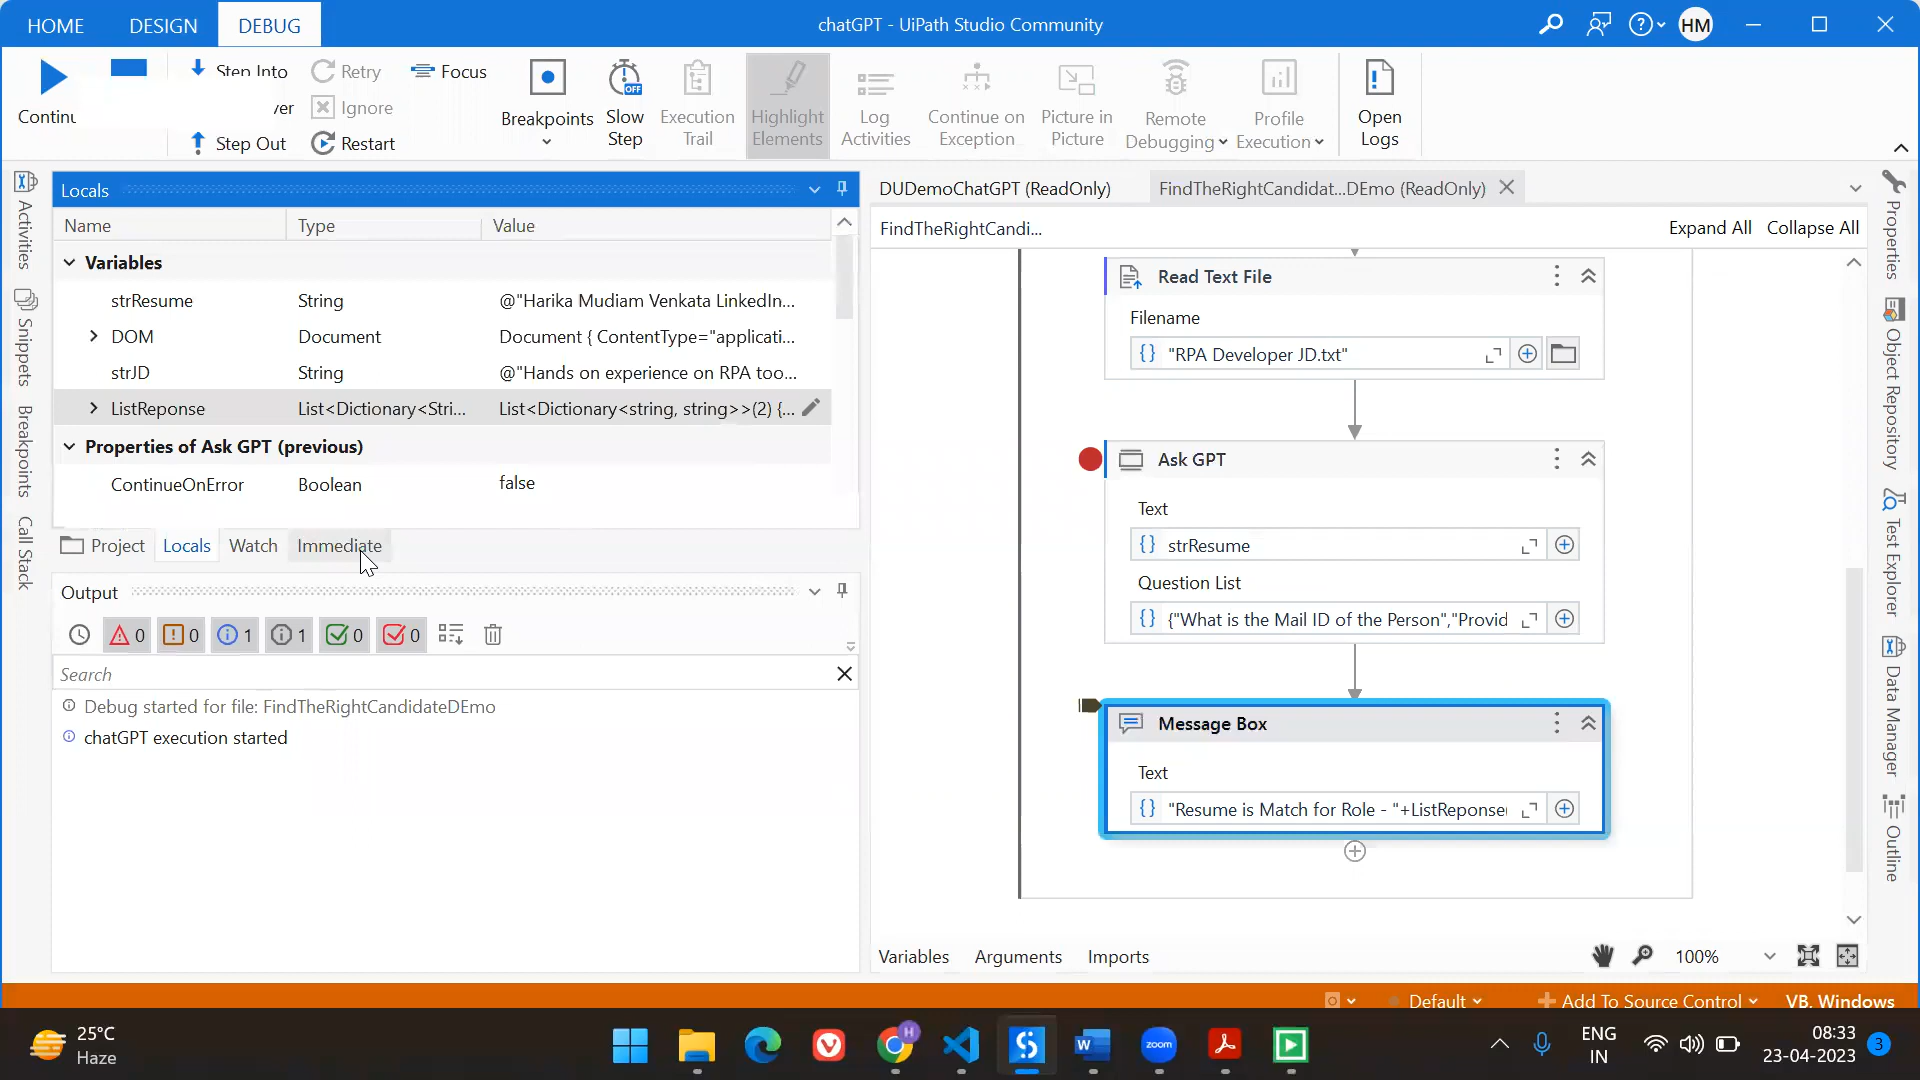 HOME DESIGN DEBUG
chatGPT - UiPath Studio Community
HM
Continu
Step Into
ver
Step Out
Retry
Ignore
Restart
Focus
Breakpoints
OFF
Slow Step
Execution Trail
Highlight Elements
Log Activities
Continue on Exception
Picture in Picture
Remote Debugging
Profile Execution
Open Logs
Activities
Snippets
Breakpoints
Call Stack
Locals
Name Type Value
Variables
strResume String @"Harika Mudiam Venkata LinkedIn...
DOM Document Document { ContentType="applicati...
strJD String @"Hands on experience on RPA too...
ListReponse List<Dictionary<Stri... List<Dictionary<string, string>>(2) {...
Properties of Ask GPT (previous)
ContinueOnError Boolean false
Project Locals Watch Immediate
Output
0 0 1 1 0 0
Search
Debug started for file: FindTheRightCandidateDEmo
chatGPT execution started
DUDemoChatGPT (ReadOnly) FindTheRightCandidat...DEmo (ReadOnly)
FindTheRightCandi... Expand All Collapse All
Read Text File
Filename
{} "RPA Developer JD.txt"
Ask GPT
Text
{} strResume
Question List
{} {"What is the Mail ID of the Person","Provid
Message Box
Text
{} "Resume is Match for Role - "+ListReponse(
Variables Arguments Imports 100%
Properties
Object Repository
Test Explorer
Data Manager
Outline
Default Add To Source Control VB, Windows
25°C
Haze
H
W
zoom
ENG
IN
08:33
23-04-2023
3